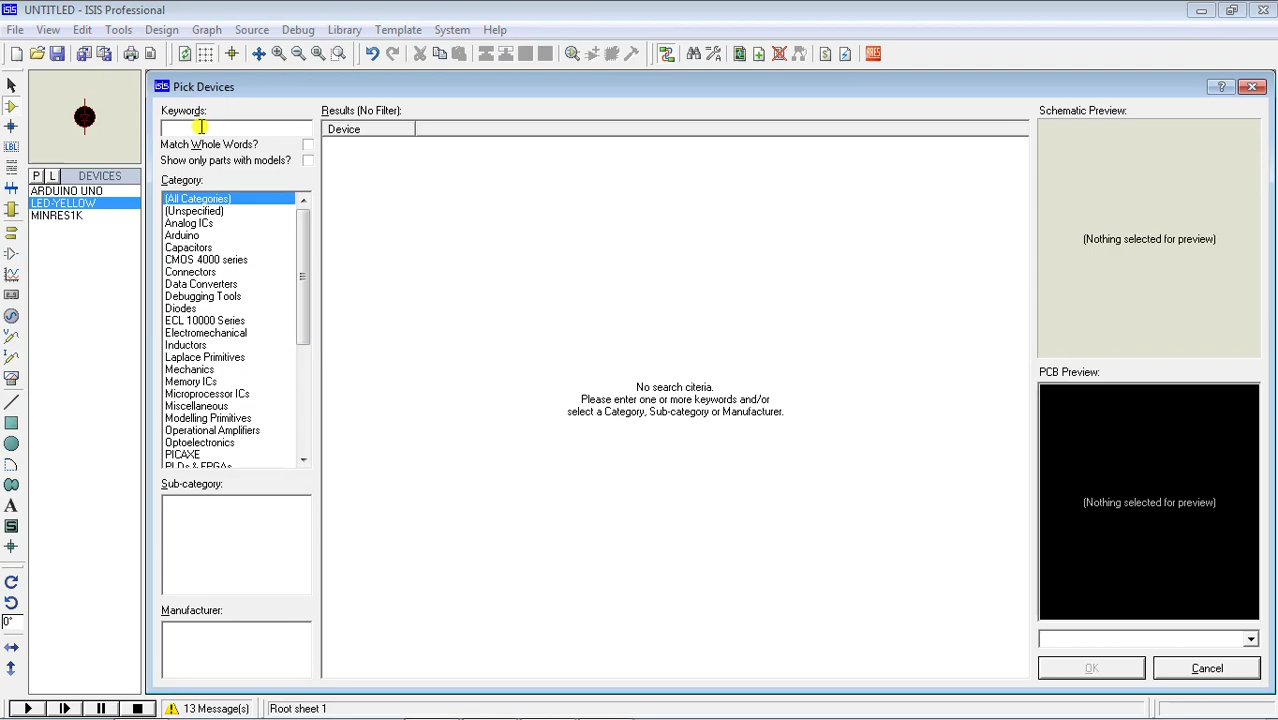 UNTITLED - ISIS Professional
File View Edit Tools Design Graph Source Debug Library Template System Help
ARES
Pick Devices
Keywords:
Results (No Filter):
Schematic Preview:
Device
Match Whole Words?
Show only parts with models?
Category:
(All Categories)
(Unspecified)
Analog ICs
Arduino
Capacitors
CMOS 4000 series
Connectors
Data Converters
Debugging Tools
Diodes
ECL 10000 Series
Electromechanical
Inductors
Laplace Primitives
Mechanics
Memory ICs
Microprocessor ICs
Miscellaneous
Modelling Primitives
Operational Amplifiers
Optoelectronics
PICAXE
PLDs & FPGAs
Sub-category:
Manufacturer:
P L DEVICES
ARDUINO UNO
LED-YELLOW
MINRES1K
LBL
A
S
0°
No search citeria.
Please enter one or more keywords and/or
select a Category, Sub-category or Manufacturer.
(Nothing selected for preview)
PCB Preview:
(Nothing selected for preview)
OK
Cancel
13 Message(s)
Root sheet 1